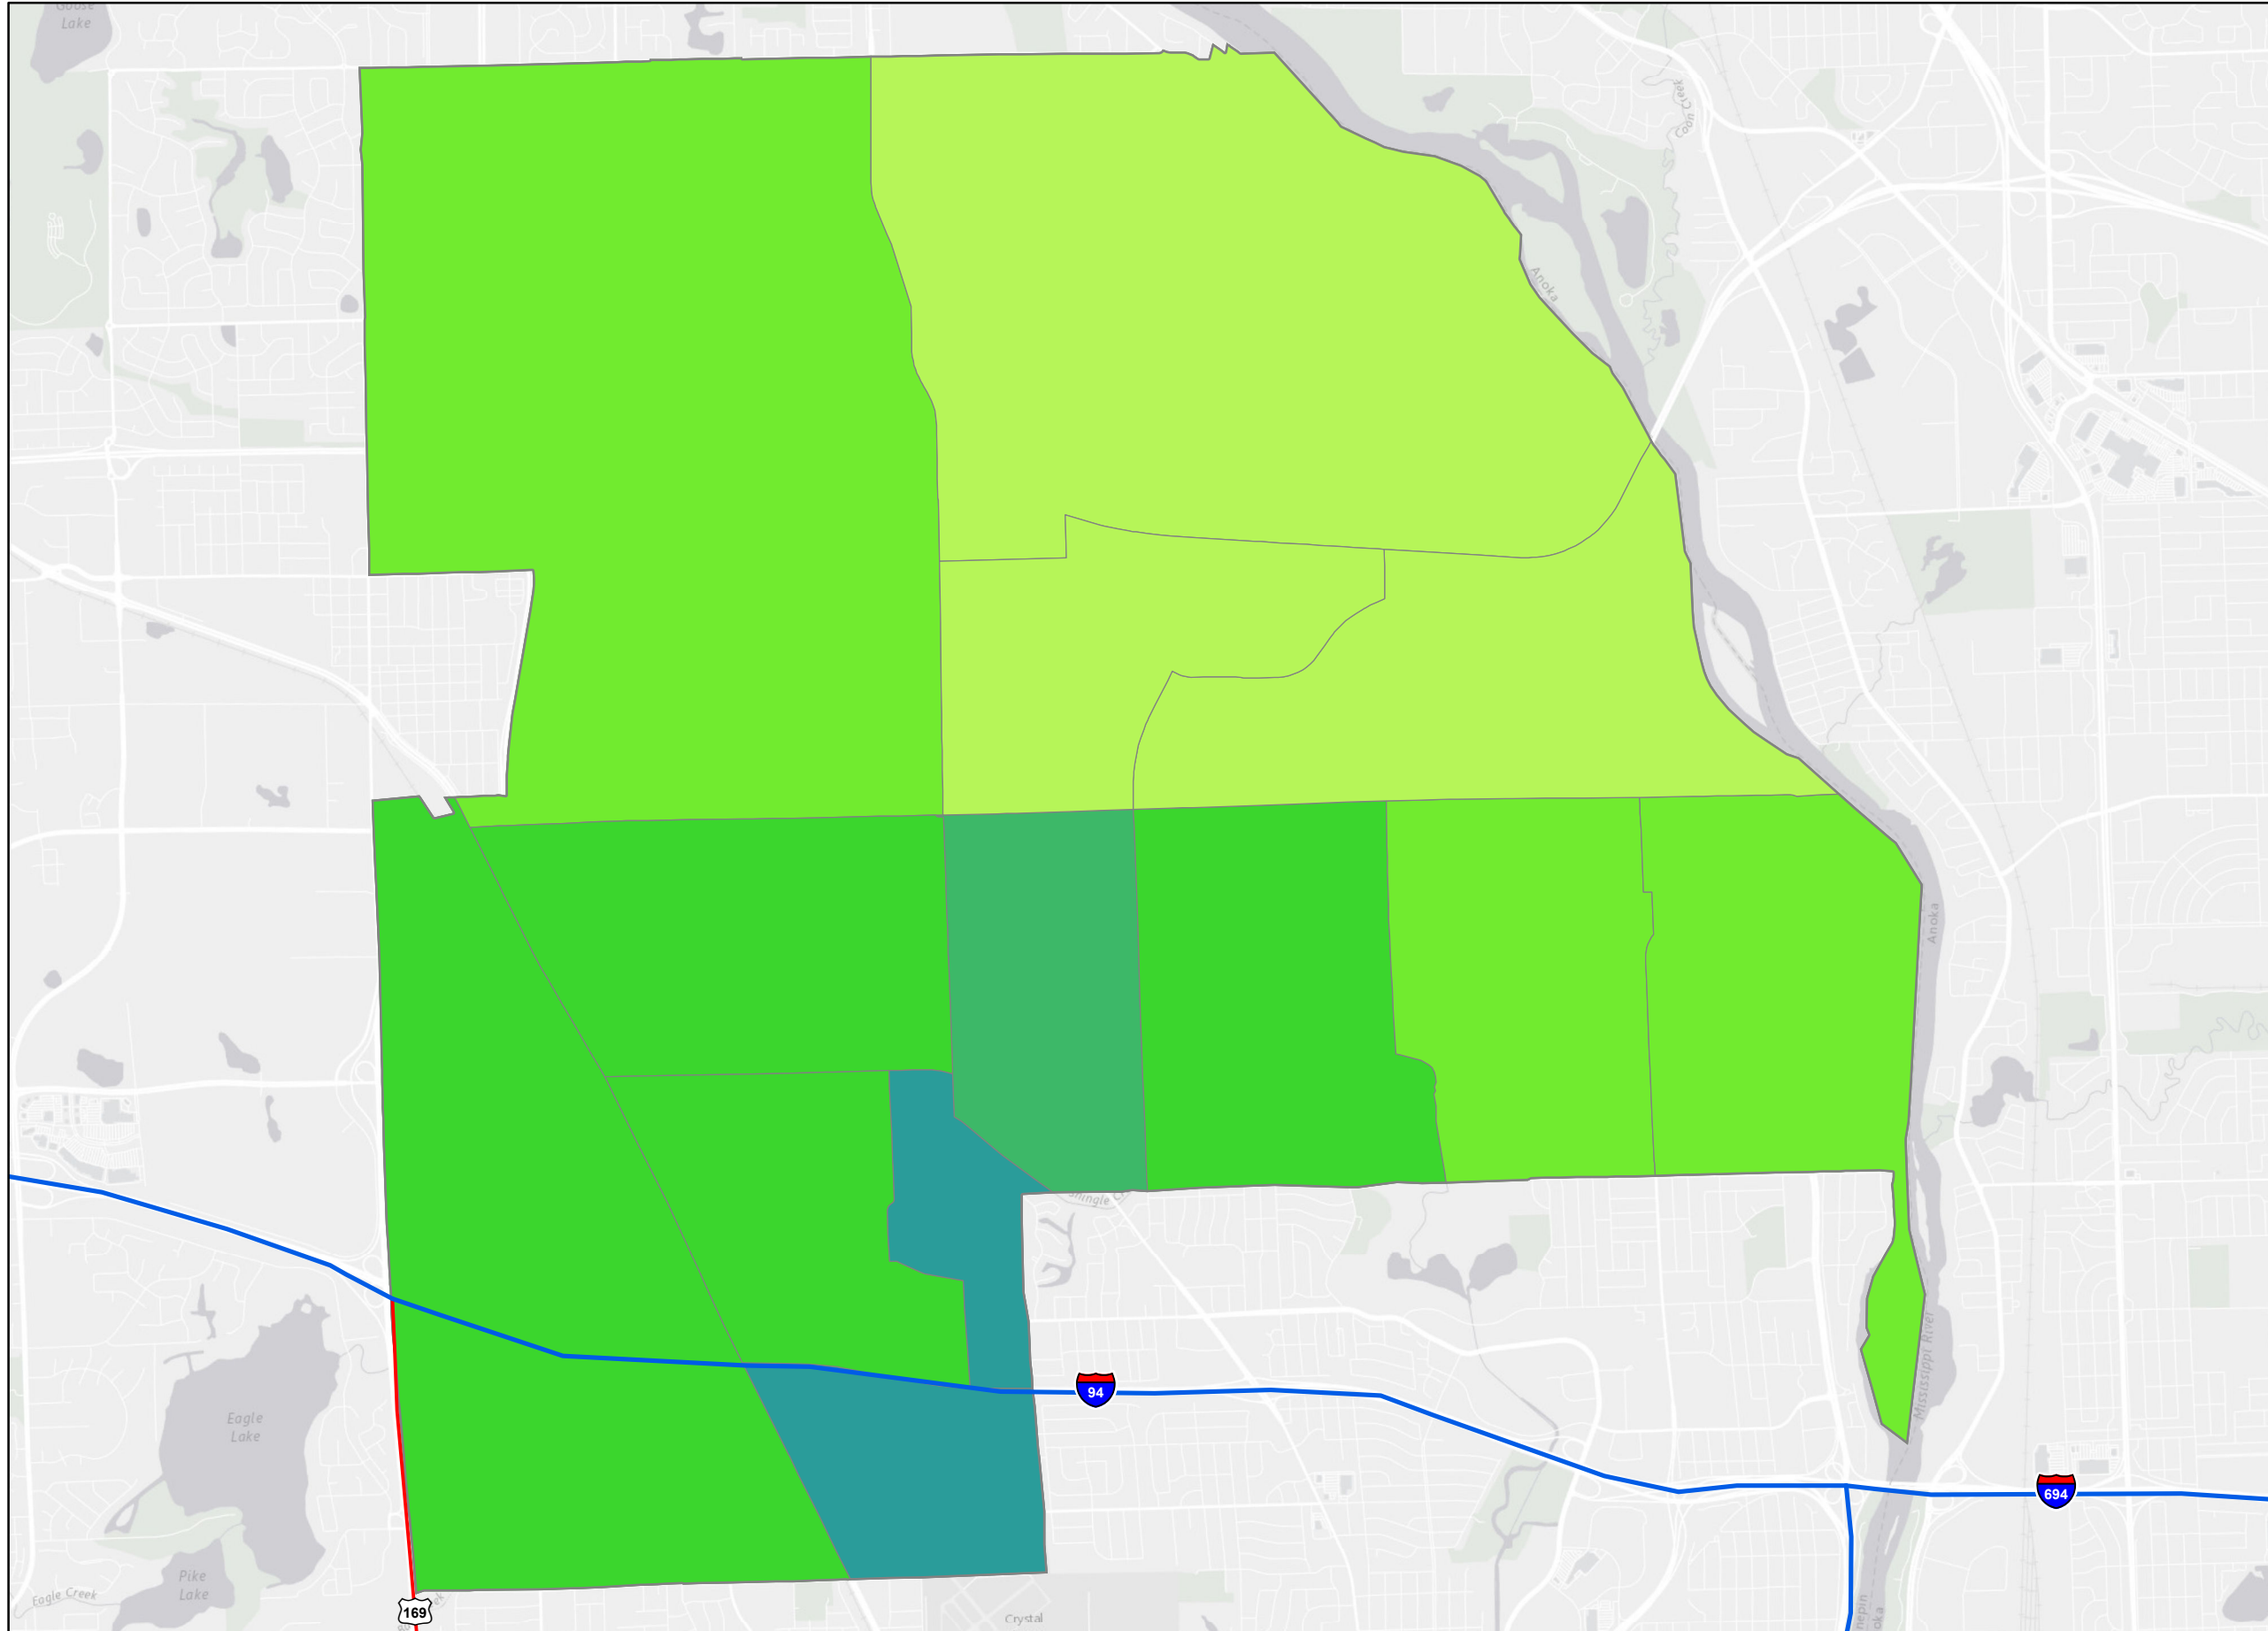 Goose
Lake
Coon Creek
Anoka
Anoka
Shingle Cr
94
Eagle
Lake
Mississippi River
694
Pike
Lake
Eagle Creek
169
Crystal